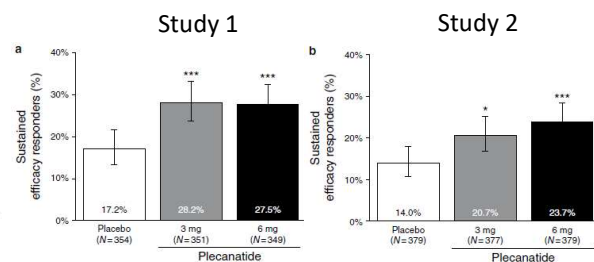 Study 1
a
Sustained
efficacy responders (%)
40%
30%
20%
10%
0%
***
***
17.2%
28.2%
27.5%
Placebo
(N=354)
3 mg
(N=351)
6 mg
(N=349)
Plecanatide
Study 2
b
Sustained
efficacy responders (%)
40%
30%
20%
10%
0%
*
***
14.0%
20.7%
23.7%
Placebo
(N=379)
3 mg
(N=377)
6 mg
(N=379)
Plecanatide